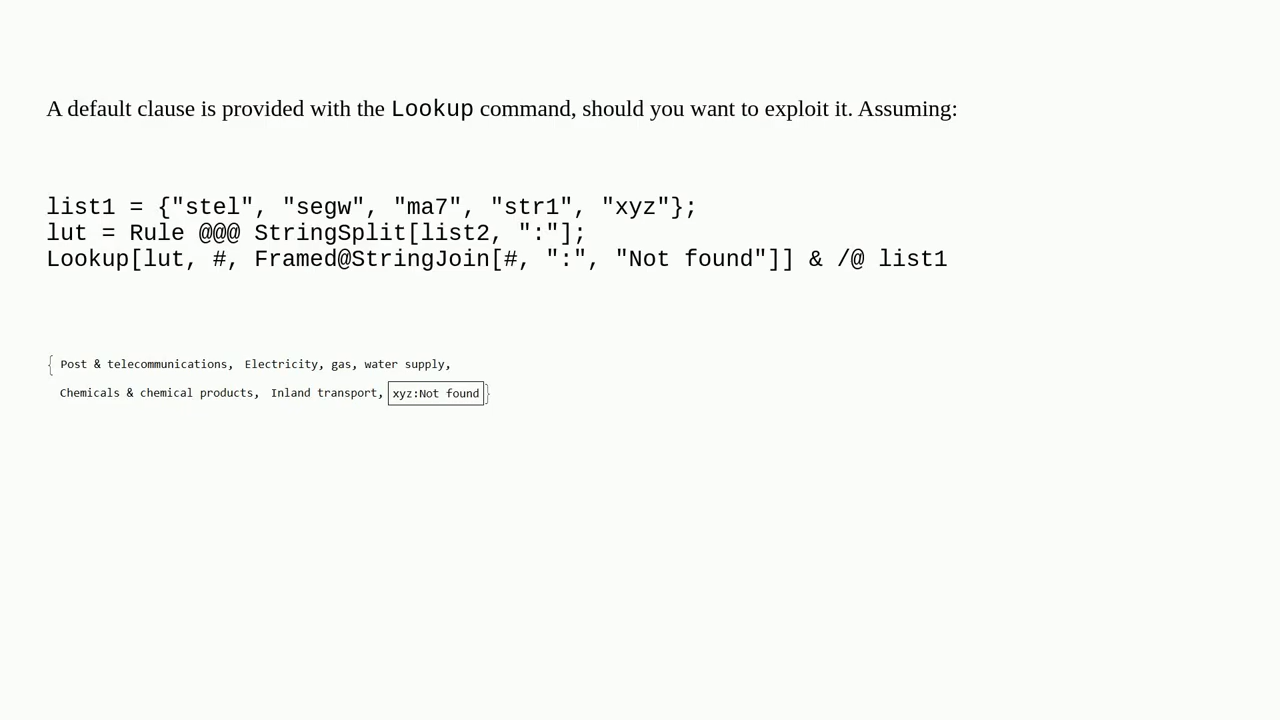 A default clause is provided with the Lookup command, should you want to exploit it. Assuming:
list1 = {"stel", "segw", "ma7", "str1", "xyz"};
lut = Rule @@@ StringSplit[list2, ":"];
Lookup[lut, #, Framed@StringJoin[#, ":", "Not found"]] & /@ list1
{ Post & telecommunications, Electricity, gas, water supply,
Chemicals & chemical products, Inland transport, xyz:Not found }